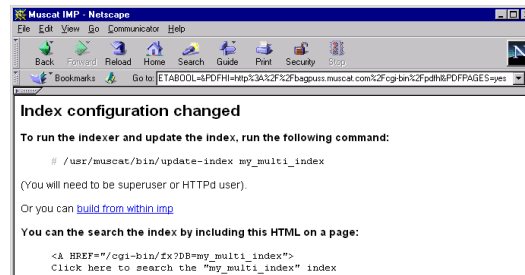 Muscat IMP - Netscape
File Edit View Go Communicator Help
Back Forward Reload Home Search Guide Print Security Stop
Bookmarks Go to: ETABOOL=&PDFHI=http%3A%2F%2Fbagpuss.muscat.com%2Fcgi-bin%2Fpdfhl&PDFPAGES=yes
Index configuration changed
To run the indexer and update the index, run the following command:
# /usr/muscat/bin/update-index my_multi_index
(You will need to be superuser or HTTPd user).
Or you can build from within imp
You can the search the index by including this HTML on a page:
<A HREF="/cgi-bin/fx?DB=my_multi_index">
Click here to search the "my_multi_index" index